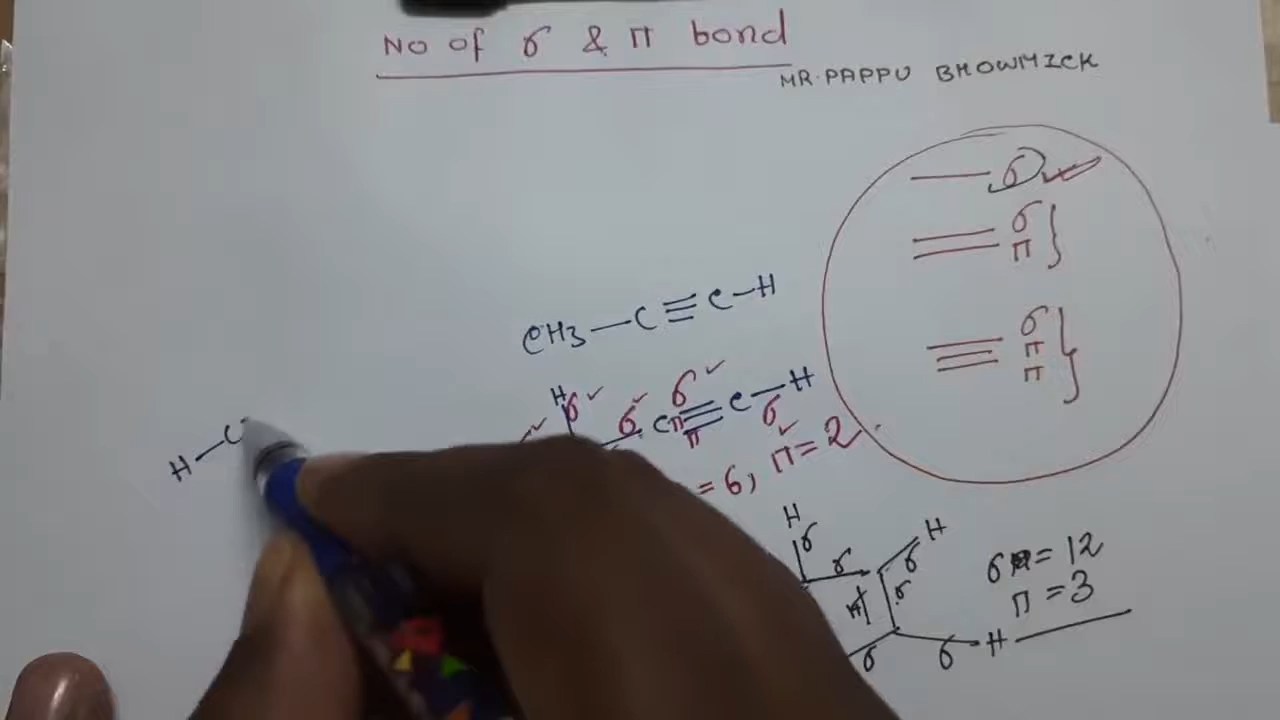 No of σ & π bond
MR. PAPPU BHOWMICK
— σ
= σ π }
≡ σ π π }
CH3—C≡C—H
H σ σ C≡C—H
σ π π σ
= 6, π = 2
H—C
H σ σ σ H
σ π
σ σ H
σ = 12
π = 3